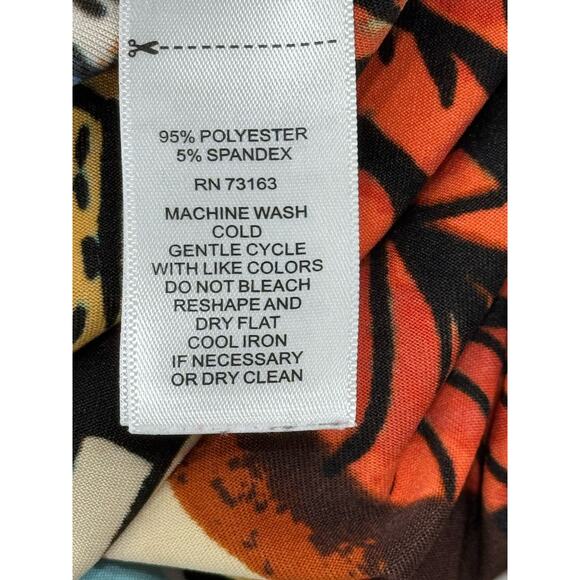 95% POLYESTER
5% SPANDEX
RN 73163
MACHINE WASH
COLD
GENTLE CYCLE
WITH LIKE COLORS
DO NOT BLEACH
RESHAPE AND
DRY FLAT
COOL IRON
IF NECESSARY
OR DRY CLEAN